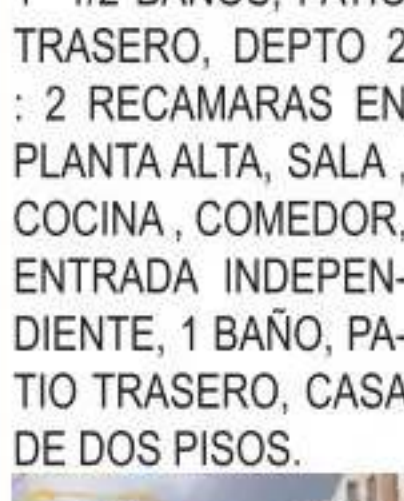 TRASERO, DEPTO 2
: 2 RECAMARAS EN
PLANTA ALTA, SALA ,
COCINA , COMEDOR,
ENTRADA INDEPEN-
DIENTE, 1 BAÑO, PA-
TIO TRASERO, CASA
DE DOS PISOS.